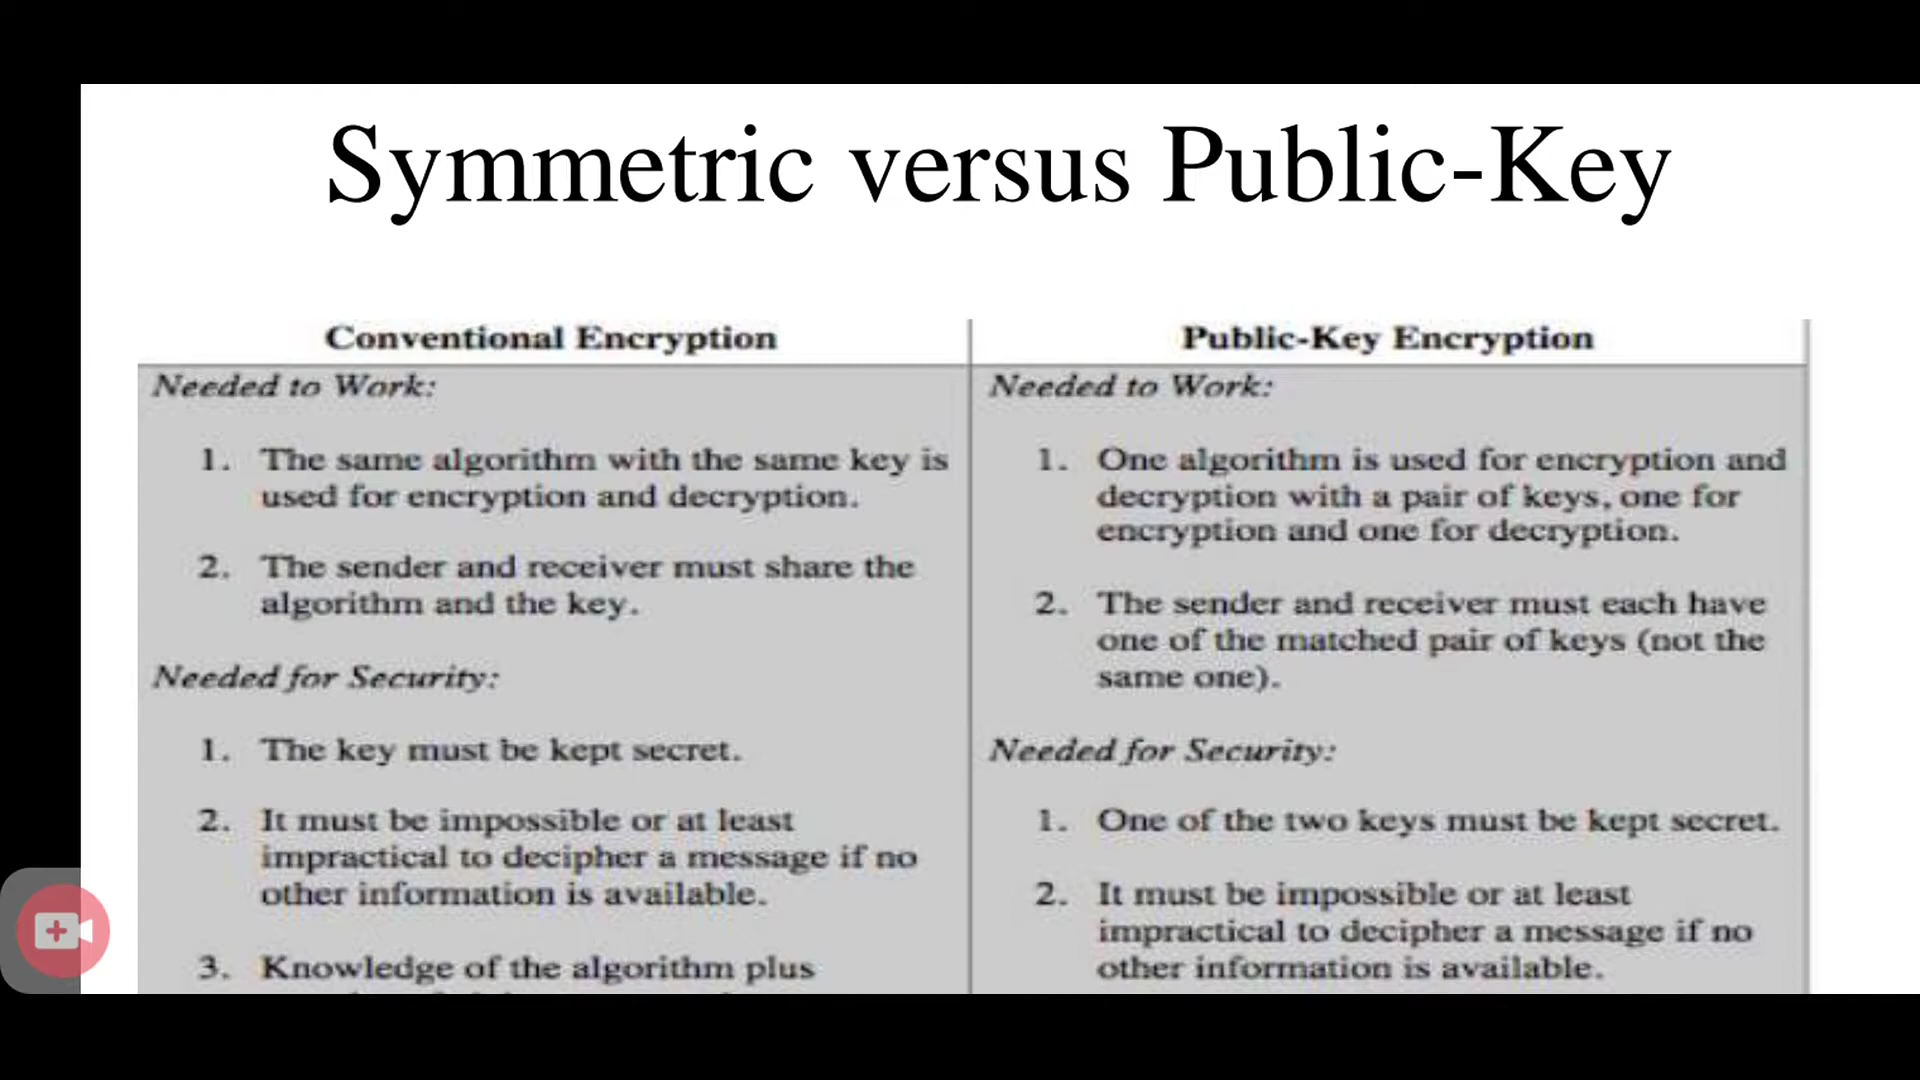 Symmetric versus Public-Key
Conventional Encryption
Needed to Work:
1. The same algorithm with the same key is
used for encryption and decryption.
2. The sender and receiver must share the
algorithm and the key.
Needed for Security:
1. The key must be kept secret.
2. It must be impossible or at least
impractical to decipher a message if no
other information is available.
3. Knowledge of the algorithm plus
Public-Key Encryption
Needed to Work:
1. One algorithm is used for encryption and
decryption with a pair of keys, one for
encryption and one for decryption.
2. The sender and receiver must each have
one of the matched pair of keys (not the
same one).
Needed for Security:
1. One of the two keys must be kept secret.
2. It must be impossible or at least
impractical to decipher a message if no
other information is available.